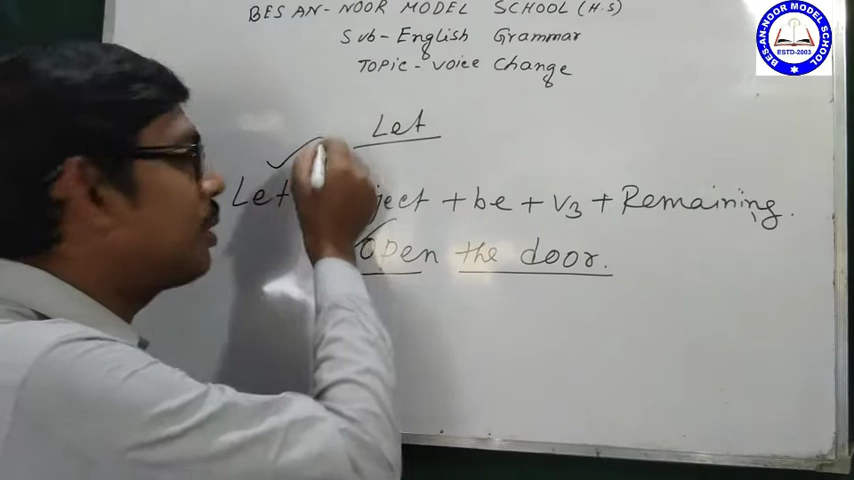 BES AN-NOOR MODEL SCHOOL (H.S)
Sub- English Grammar
Topic - Voice Change
Let
Let ject + be + V3 + Remaining.
Open the door.
BES-AN-NOOR MODEL SCHOOL
ESTD-2003